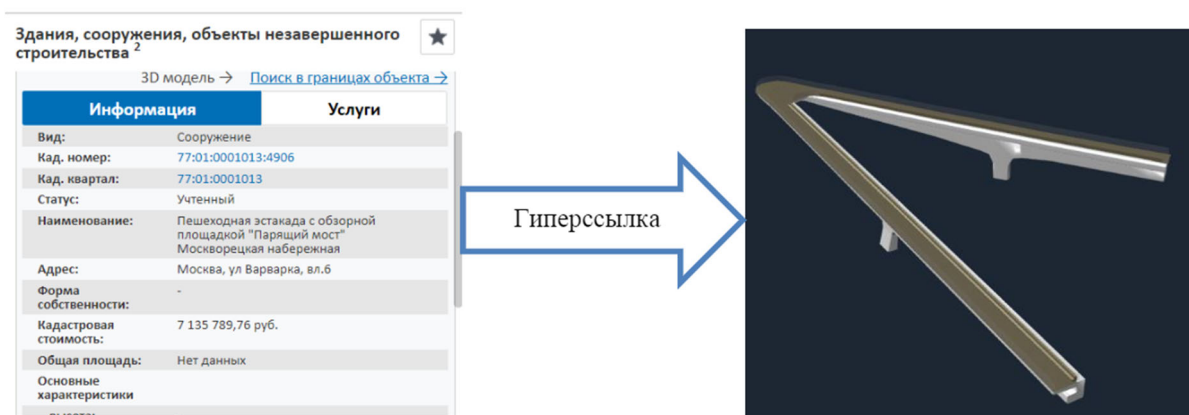 Здания, сооружения, объекты незавершенного
строительства 2
3D модель → Поиск в границах объекта →
Информация Услуги
Вид: Сооружение
Кад. номер: 77:01:0001013:4906
Кад. квартал: 77:01:0001013
Статус: Учтенный
Наименование: Пешеходная эстакада с обзорной
площадкой "Парящий мост"
Москворецкая набережная
Адрес: Москва, ул Варварка, вл.6
Форма -
собственности:
Кадастровая 7 135 789,76 руб.
стоимость:
Общая площадь: Нет данных
Основные
характеристики
Гиперссылка